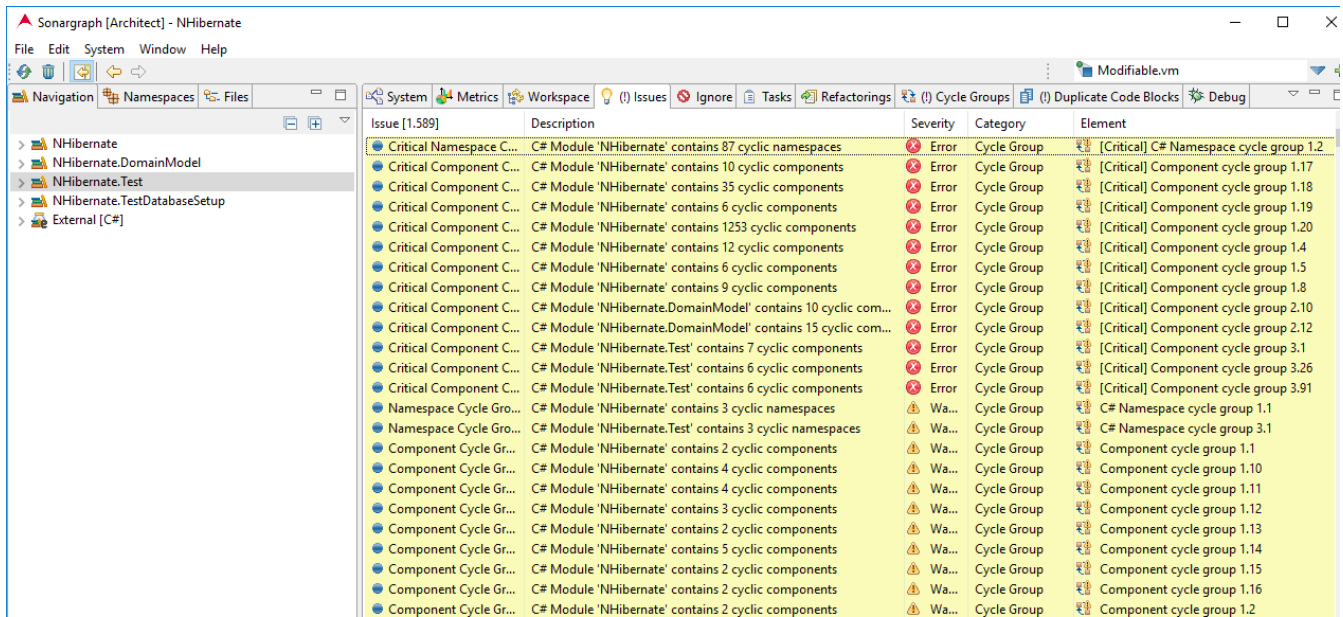 Sonargraph [Architect] - NHibernate
File Edit System Window Help
Modifiable.vm
Navigation Namespaces Files
System Metrics Workspace (!) Issues Ignore Tasks Refactorings (!) Cycle Groups (!) Duplicate Code Blocks Debug
NHibernate
NHibernate.DomainModel
NHibernate.Test
NHibernate.TestDatabaseSetup
External [C#]
Issue [1.589] Description Severity Category Element
Critical Namespace C... C# Module 'NHibernate' contains 87 cyclic namespaces Error Cycle Group [Critical] C# Namespace cycle group 1.2
Critical Component C... C# Module 'NHibernate' contains 10 cyclic components Error Cycle Group [Critical] Component cycle group 1.17
Critical Component C... C# Module 'NHibernate' contains 35 cyclic components Error Cycle Group [Critical] Component cycle group 1.18
Critical Component C... C# Module 'NHibernate' contains 6 cyclic components Error Cycle Group [Critical] Component cycle group 1.19
Critical Component C... C# Module 'NHibernate' contains 1253 cyclic components Error Cycle Group [Critical] Component cycle group 1.20
Critical Component C... C# Module 'NHibernate' contains 12 cyclic components Error Cycle Group [Critical] Component cycle group 1.4
Critical Component C... C# Module 'NHibernate' contains 6 cyclic components Error Cycle Group [Critical] Component cycle group 1.5
Critical Component C... C# Module 'NHibernate' contains 9 cyclic components Error Cycle Group [Critical] Component cycle group 1.8
Critical Component C... C# Module 'NHibernate.DomainModel' contains 10 cyclic com... Error Cycle Group [Critical] Component cycle group 2.10
Critical Component C... C# Module 'NHibernate.DomainModel' contains 15 cyclic com... Error Cycle Group [Critical] Component cycle group 2.12
Critical Component C... C# Module 'NHibernate.Test' contains 7 cyclic components Error Cycle Group [Critical] Component cycle group 3.1
Critical Component C... C# Module 'NHibernate.Test' contains 6 cyclic components Error Cycle Group [Critical] Component cycle group 3.26
Critical Component C... C# Module 'NHibernate.Test' contains 6 cyclic components Error Cycle Group [Critical] Component cycle group 3.91
Namespace Cycle Gro... C# Module 'NHibernate' contains 3 cyclic namespaces Wa... Cycle Group C# Namespace cycle group 1.1
Namespace Cycle Gro... C# Module 'NHibernate.Test' contains 3 cyclic namespaces Wa... Cycle Group C# Namespace cycle group 3.1
Component Cycle Gr... C# Module 'NHibernate' contains 2 cyclic components Wa... Cycle Group Component cycle group 1.1
Component Cycle Gr... C# Module 'NHibernate' contains 4 cyclic components Wa... Cycle Group Component cycle group 1.10
Component Cycle Gr... C# Module 'NHibernate' contains 4 cyclic components Wa... Cycle Group Component cycle group 1.11
Component Cycle Gr... C# Module 'NHibernate' contains 3 cyclic components Wa... Cycle Group Component cycle group 1.12
Component Cycle Gr... C# Module 'NHibernate' contains 2 cyclic components Wa... Cycle Group Component cycle group 1.13
Component Cycle Gr... C# Module 'NHibernate' contains 5 cyclic components Wa... Cycle Group Component cycle group 1.14
Component Cycle Gr... C# Module 'NHibernate' contains 2 cyclic components Wa... Cycle Group Component cycle group 1.15
Component Cycle Gr... C# Module 'NHibernate' contains 2 cyclic components Wa... Cycle Group Component cycle group 1.16
Component Cycle Gr... C# Module 'NHibernate' contains 2 cyclic components Wa... Cycle Group Component cycle group 1.2